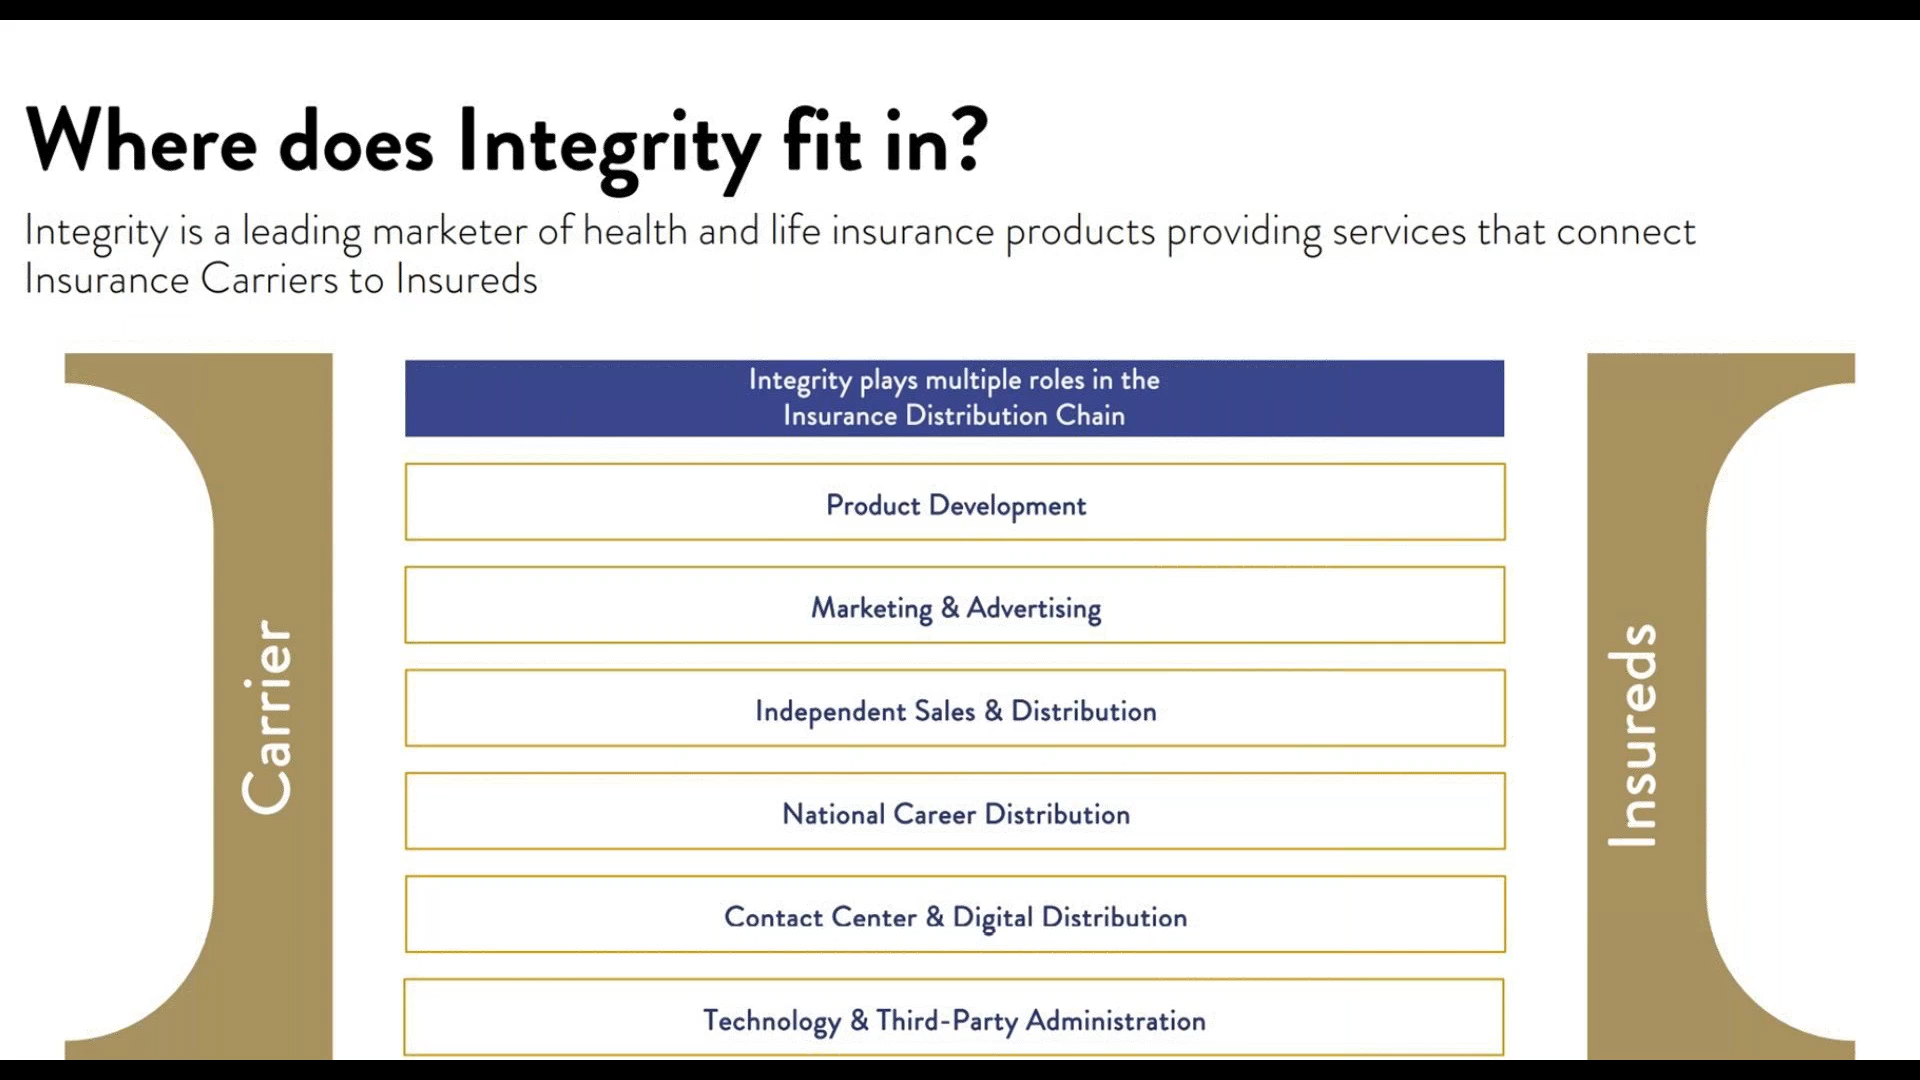 Where does Integrity fit in?
Integrity is a leading marketer of health and life insurance products providing services that connect
Insurance Carriers to Insureds
Carrier
Integrity plays multiple roles in the
Insurance Distribution Chain
Product Development
Marketing & Advertising
Independent Sales & Distribution
National Career Distribution
Contact Center & Digital Distribution
Technology & Third-Party Administration
Insureds